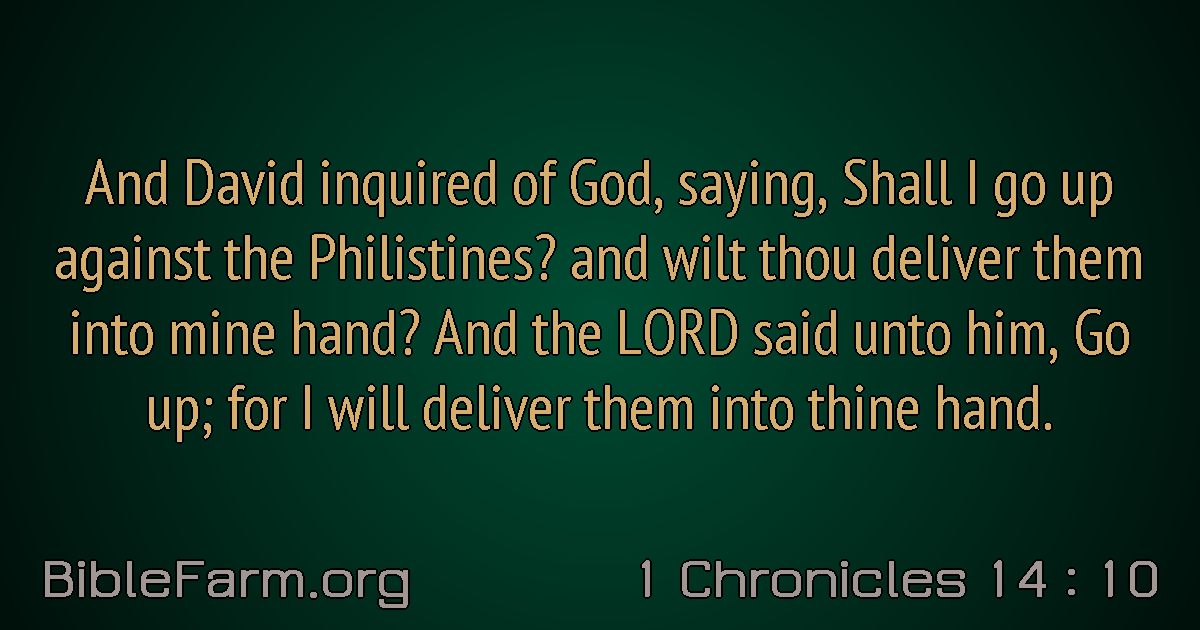 And David inquired of God, saying, Shall I go up
against the Philistines? and wilt thou deliver them
into mine hand? And the LORD said unto him, Go
up; for I will deliver them into thine hand.
BibleFarm.org
1 Chronicles 14 : 10